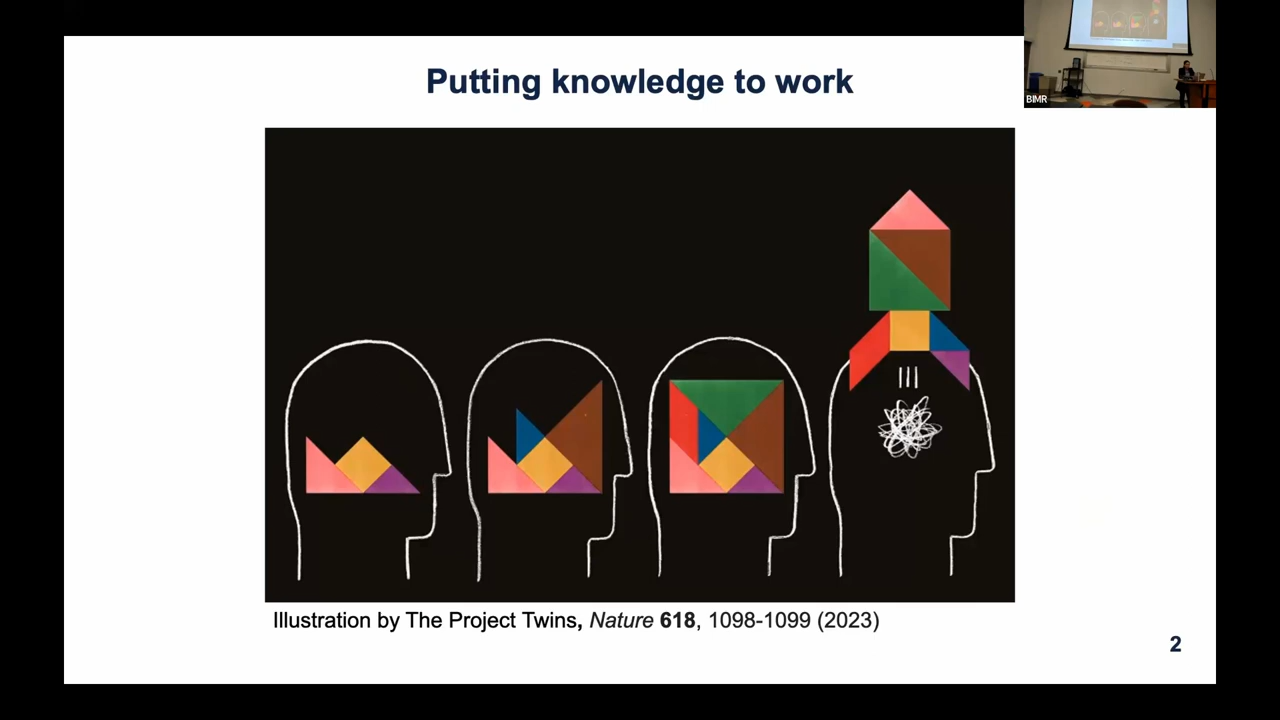 Putting knowledge to work
BIMR
Illustration by The Project Twins, Nature 618, 1098-1099 (2023)
2